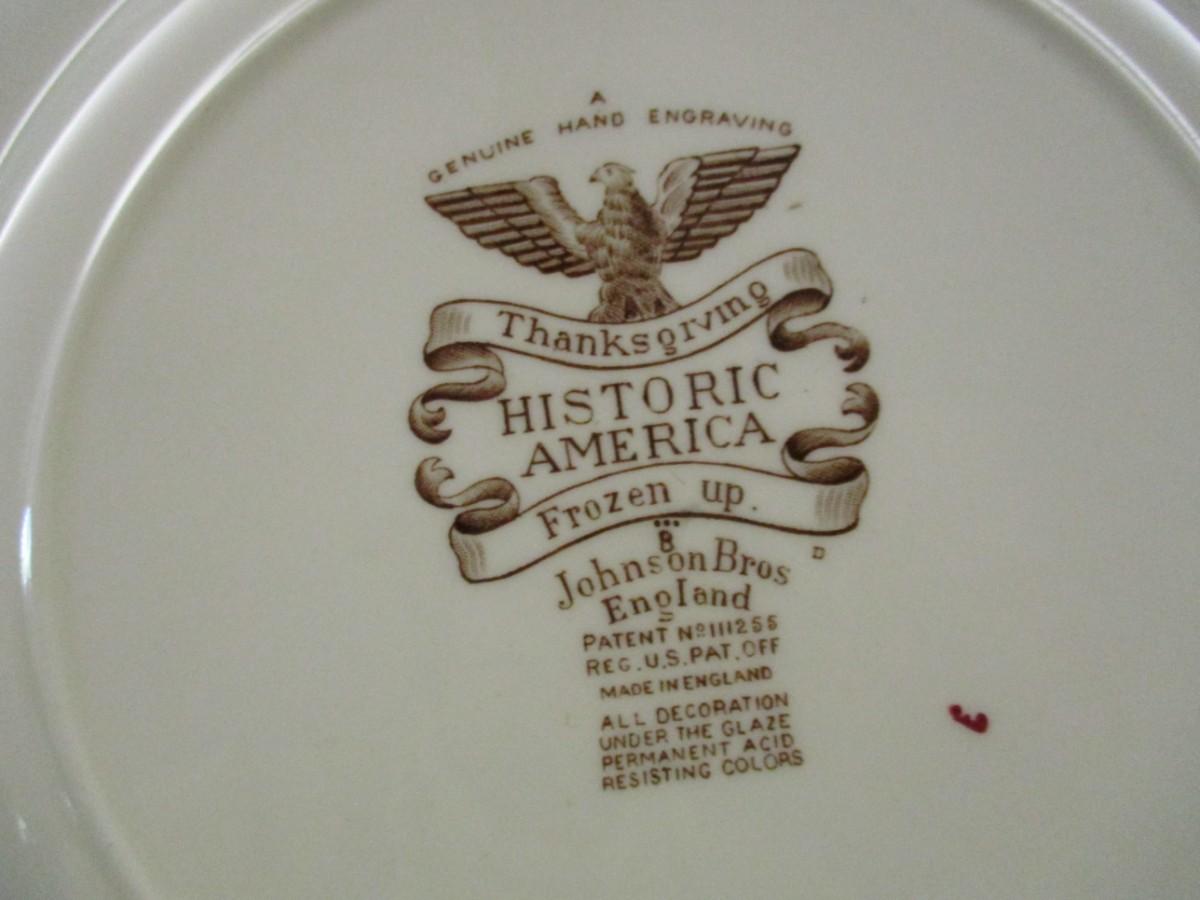 A
GENUINE HAND ENGRAVING
Thanksgiving
HISTORIC
AMERICA
Frozen up.
B
D
Johnson Bros
England
PATENT Nº 111255
REG. U.S. PAT. OFF
MADE IN ENGLAND
ALL DECORATION
UNDER THE GLAZE
PERMANENT ACID
RESISTING COLORS